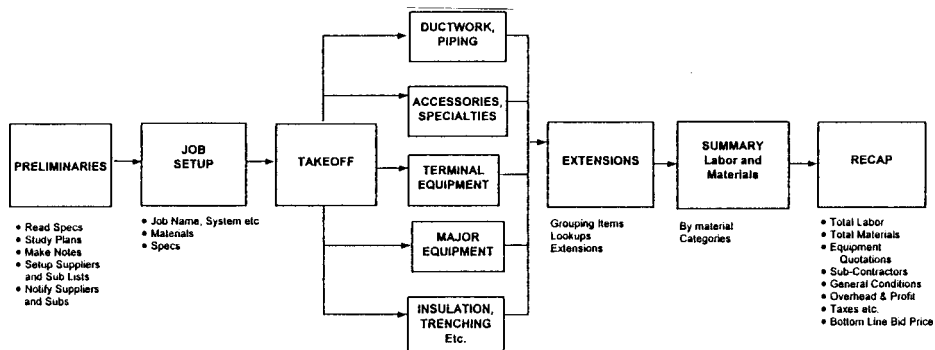 DUCTWORK,
PIPING
ACCESSORIES,
SPECIALTIES
PRELIMINARIES
JOB
SETUP
TAKEOFF
TERMINAL
EQUIPMENT
EXTENSIONS
SUMMARY
Labor and
Materials
RECAP
MAJOR
EQUIPMENT
INSULATION,
TRENCHING
Etc.
• Read Specs
• Study Plans
• Make Notes
• Setup Suppliers
and Sub Lists
• Notify Suppliers
and Subs
• Job Name, System etc
• Materials
• Specs
Grouping Items
Lookups
Extensions
By material
Categories
• Total Labor
• Total Materials
• Equipment
Quotations
• Sub-Contractors
• General Conditions
• Overhead & Profit
• Taxes etc.
• Bottom Line Bid Price